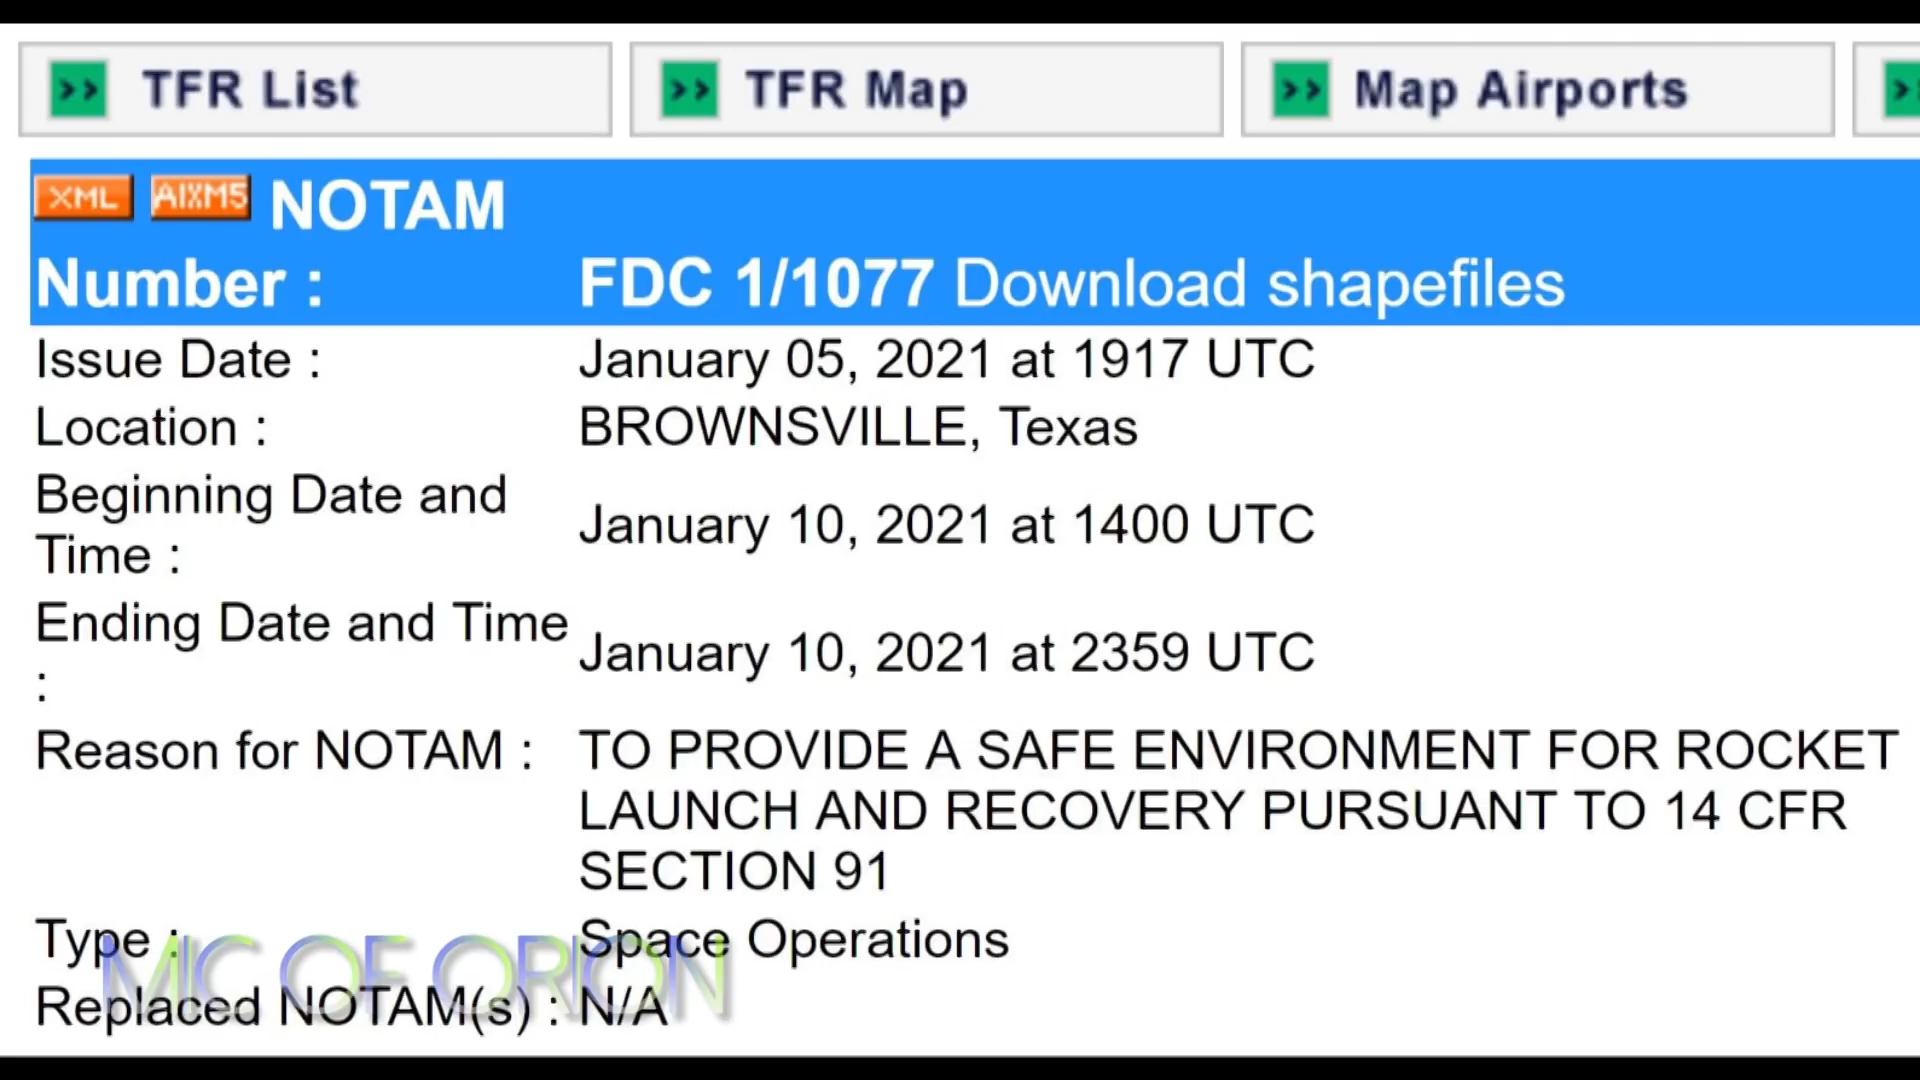 >> TFR List >> TFR Map >> Map Airports >
XML AIXM5 NOTAM
Number : FDC 1/1077 Download shapefiles
Issue Date : January 05, 2021 at 1917 UTC
Location : BROWNSVILLE, Texas
Beginning Date and
Time : January 10, 2021 at 1400 UTC
Ending Date and Time
: January 10, 2021 at 2359 UTC
Reason for NOTAM : TO PROVIDE A SAFE ENVIRONMENT FOR ROCKET
LAUNCH AND RECOVERY PURSUANT TO 14 CFR
SECTION 91
Type : Space Operations
MIC OF ORION
Replaced NOTAM(s) : N/A